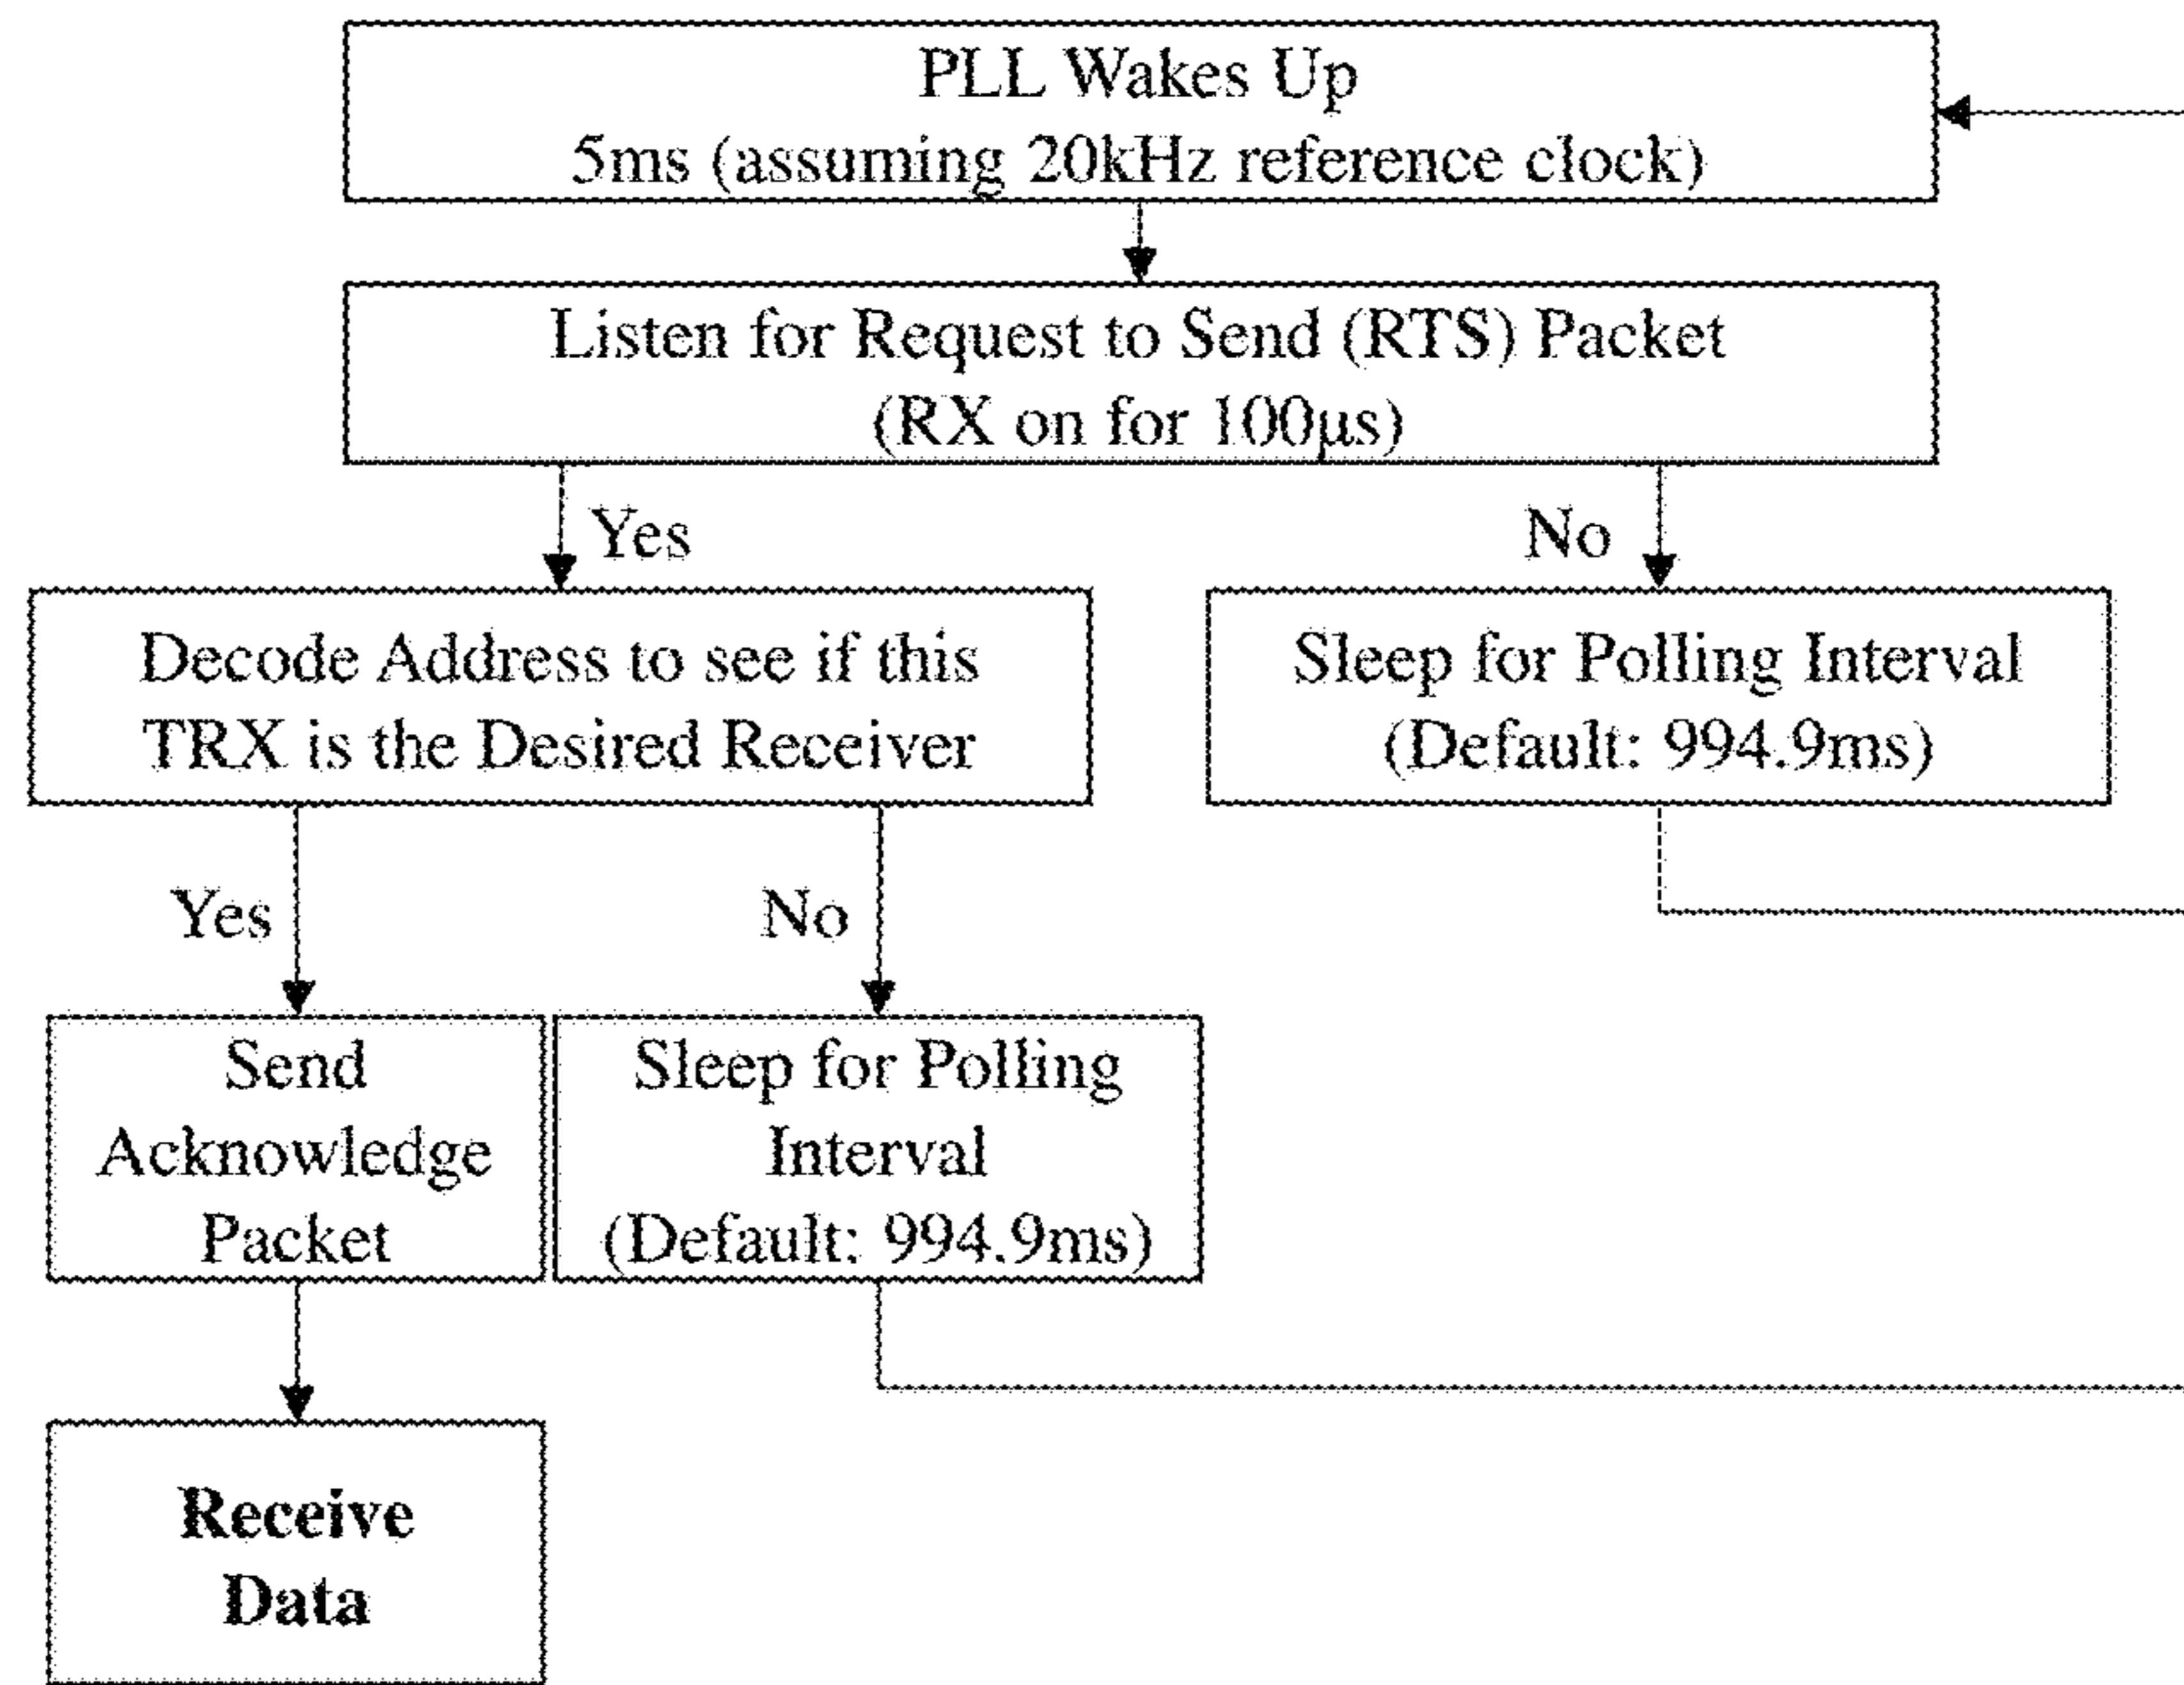 PLL Wakes Up
5ms (assuming 20kHz reference clock)
Listen for Request to Send (RTS) Packet
(RX on for 100μs)
Yes
No
Decode Address to see if this
TRX is the Desired Receiver
Sleep for Polling Interval
(Default: 994.9ms)
Yes
No
Send
Acknowledge
Packet
Sleep for Polling
Interval
(Default: 994.9ms)
Receive
Data